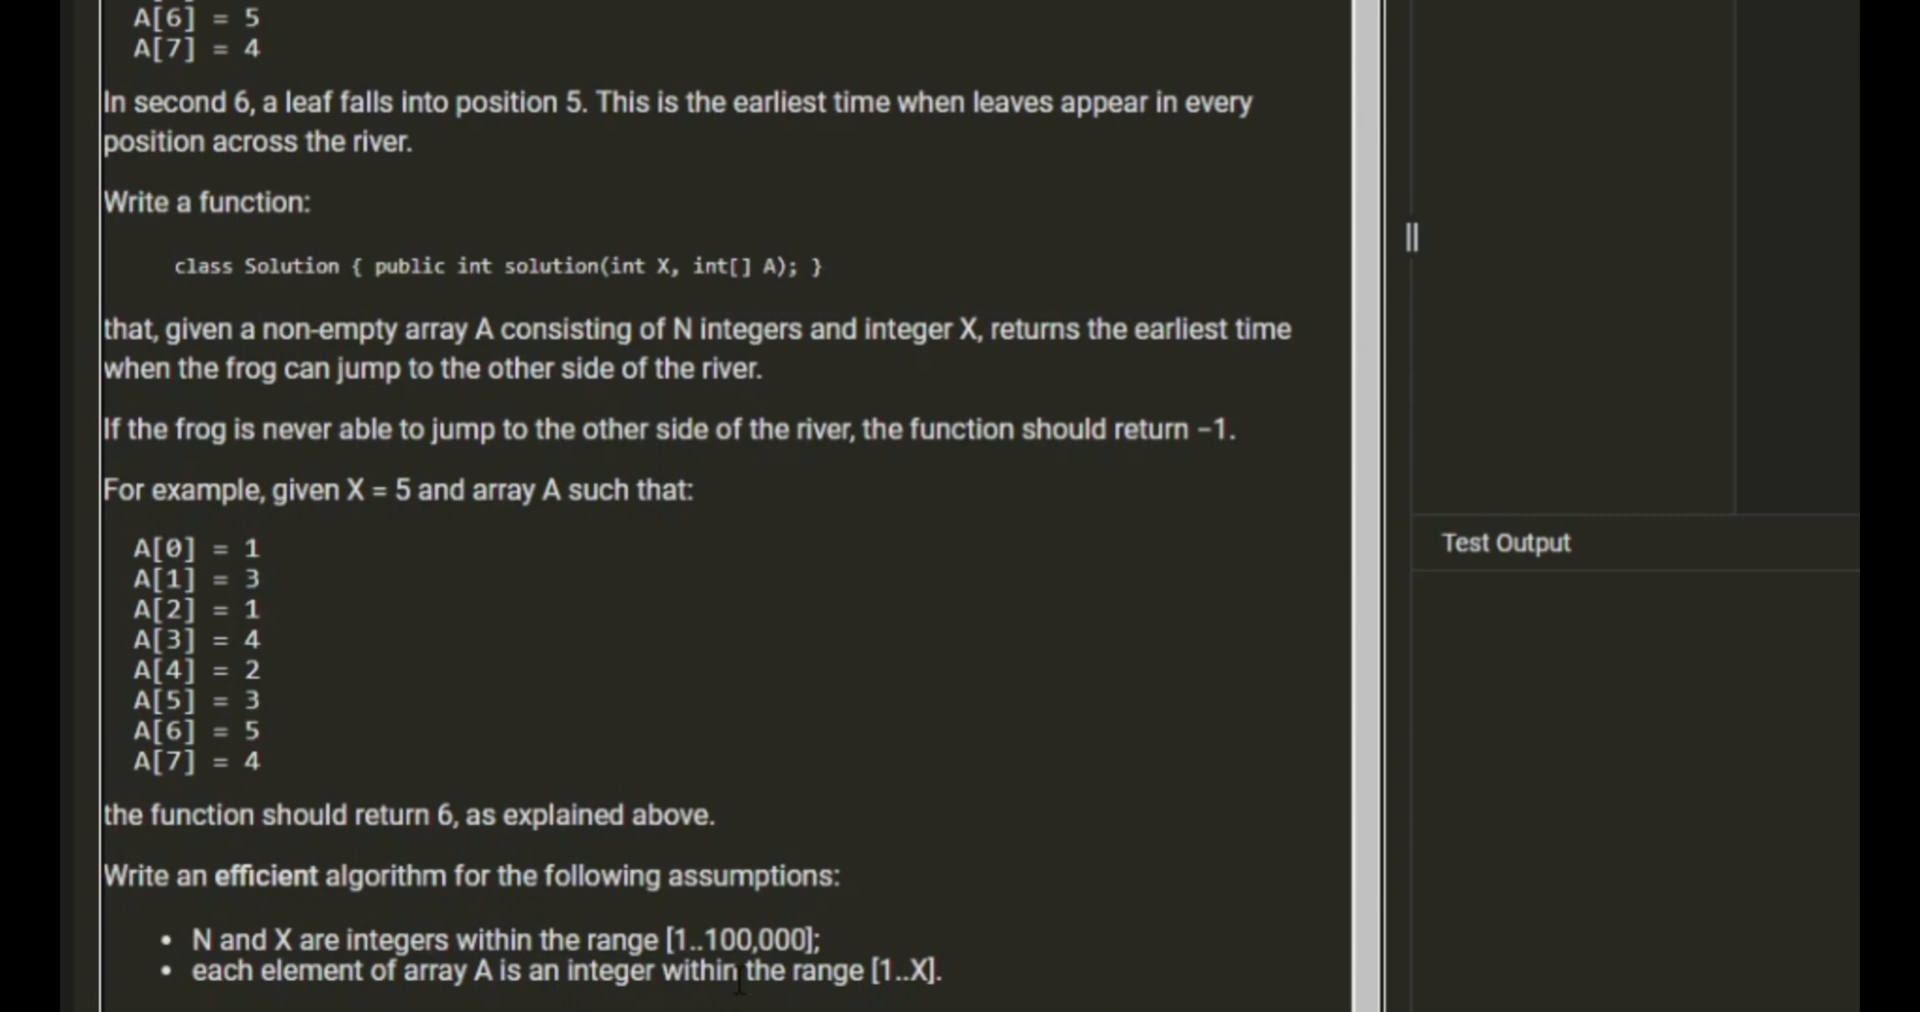 A[6] = 5
A[7] = 4
In second 6, a leaf falls into position 5. This is the earliest time when leaves appear in every
position across the river.
Write a function:
class Solution { public int solution(int X, int[] A); }
that, given a non-empty array A consisting of N integers and integer X, returns the earliest time
when the frog can jump to the other side of the river.
If the frog is never able to jump to the other side of the river, the function should return −1.
For example, given X = 5 and array A such that:
A[0] = 1
A[1] = 3
A[2] = 1
A[3] = 4
A[4] = 2
A[5] = 3
A[6] = 5
A[7] = 4
the function should return 6, as explained above.
Write an efficient algorithm for the following assumptions:
• N and X are integers within the range [1..100,000];
• each element of array A is an integer within the range [1..X].
Test Output